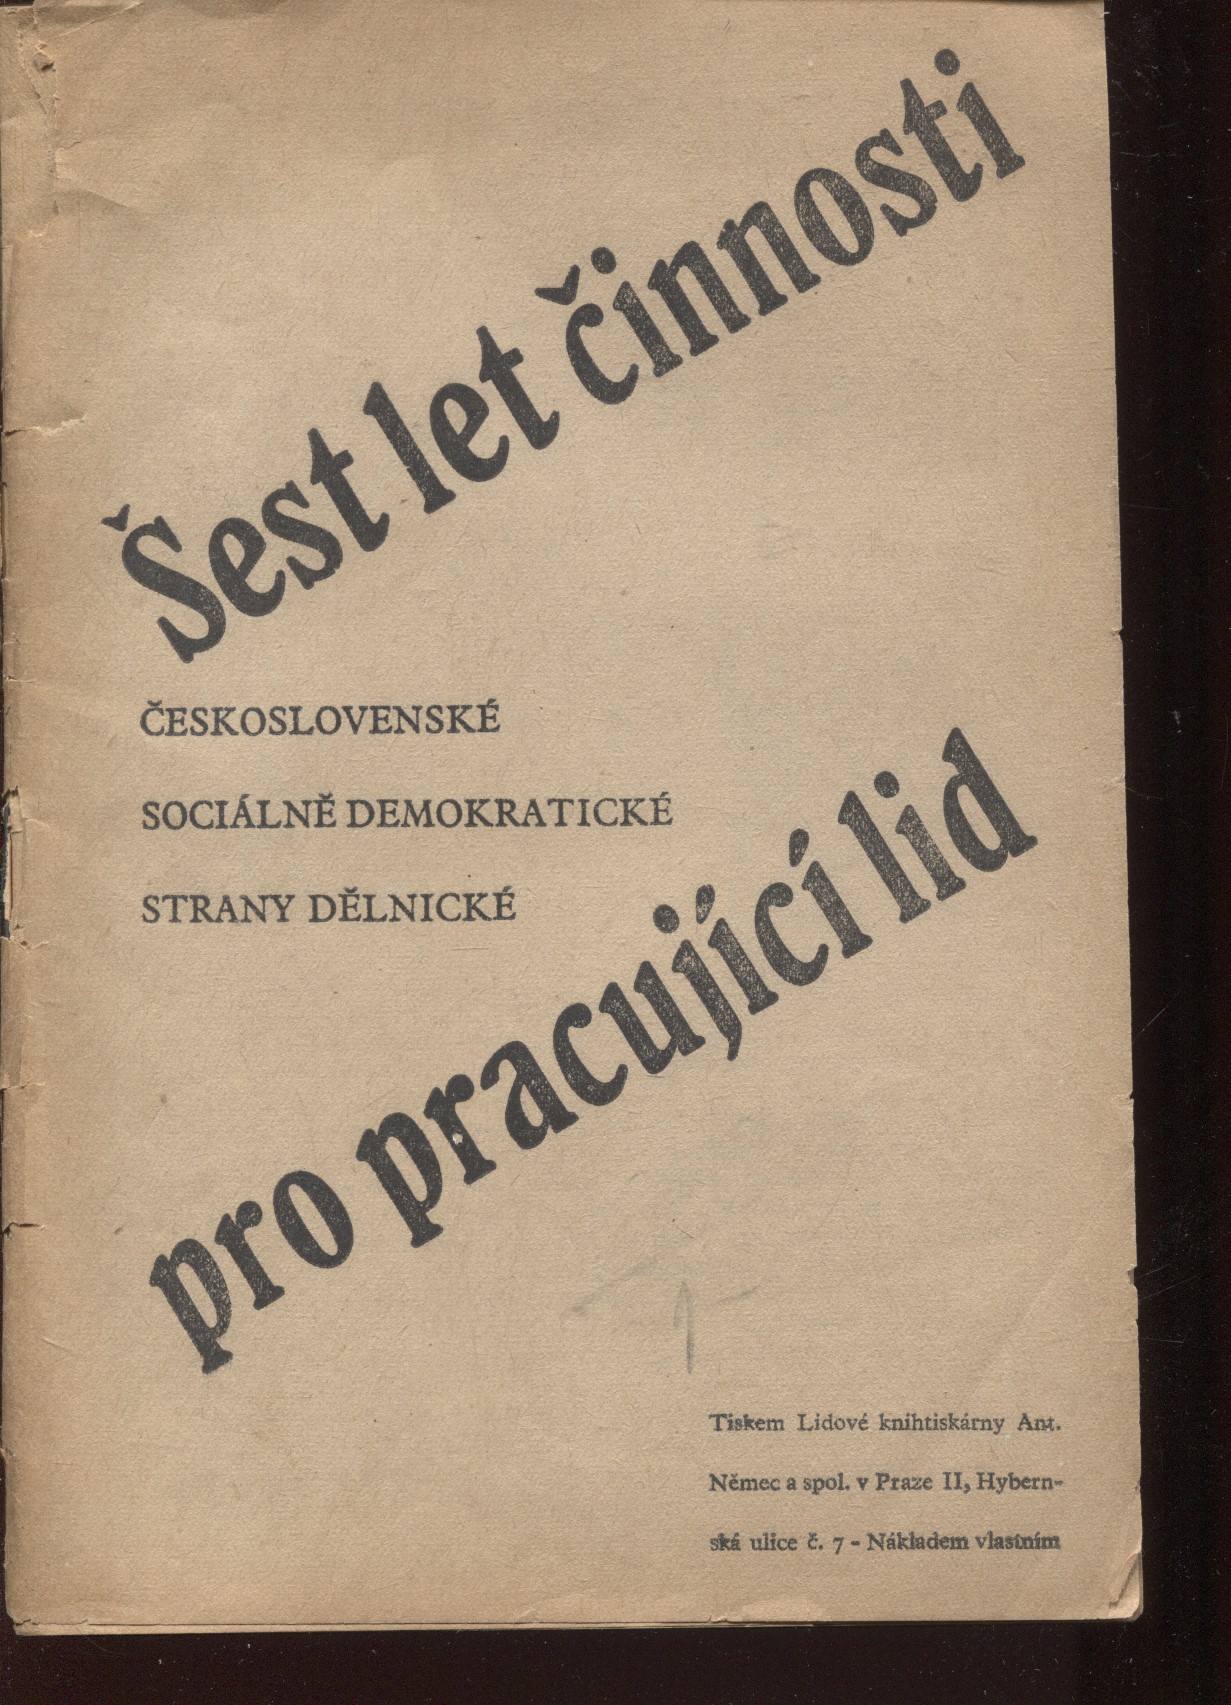 Šest let činnosti
ČESKOSLOVENSKÉ
SOCIÁLNĚ DEMOKRATICKÉ
STRANY DĚLNICKÉ
pro pracující lid
Tiskem Lidové knihtiskárny Ant.
Němec a spol. v Praze II, Hybern-
ská ulice č. 7 - Nákladem vlastním